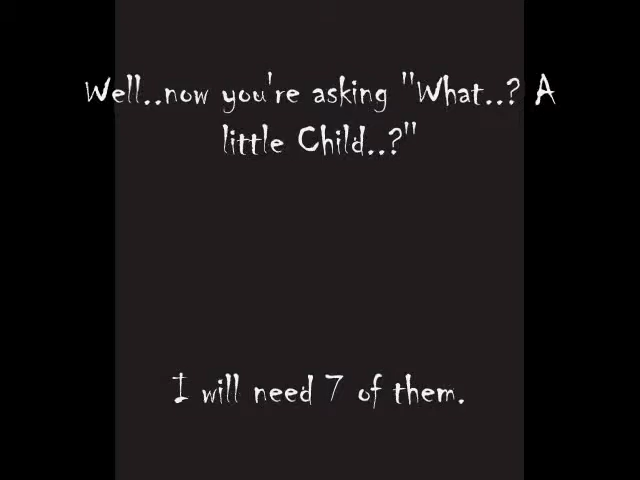 Well..now you're asking "What..? A
little Child..?"
I will need 7 of them.